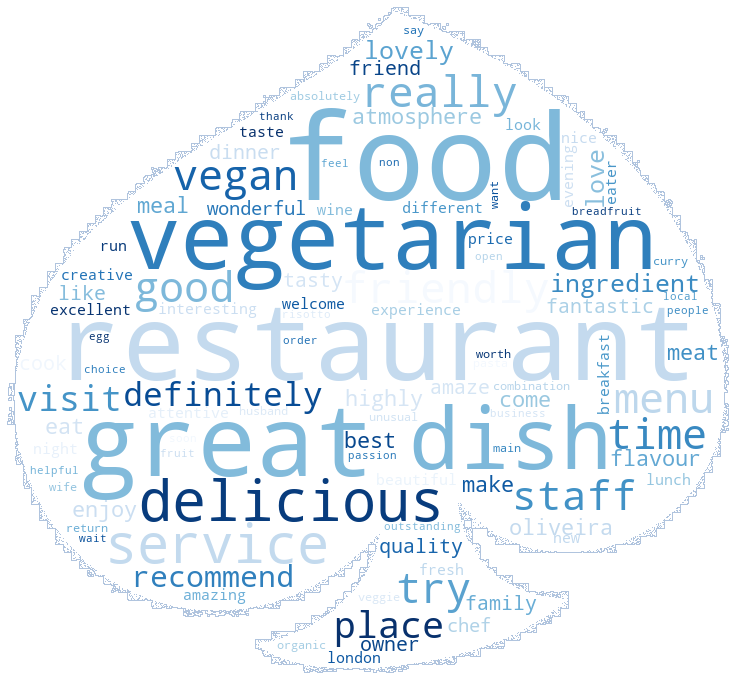 say
lovely
friend
absolutely
really
thank
atmosphere
taste
look
nice
dinner
food
feel
non
love
eater
evening
vegan
want
meal
wonderful
wine
different
breadfruit
vegetarian
run
price
open
curry
creative
good
tasty
friendly
ingredient
like
local
excellent
interesting
welcome
experience
fantastic
people
risotto
restaurant
egg
order
cook
choice
worth
breakfast
meat
visit
definitely
highly
amaze
combination
come
menu
attentive
husband
unusual
business
eat
great
dish
time
best
night
fruit
passion
main
flavour
helpful
wife
beautiful
make
lunch
delicious
staff
enjoy
return
wait
service
outstanding
oliveira
new
quality
recommend
fresh
amazing
veggie
try
family
place
chef
organic
owner
london